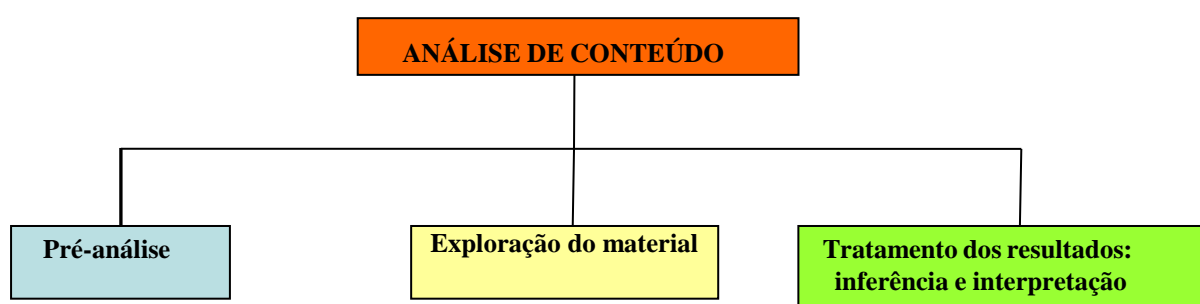 ANÁLISE DE CONTEÚDO
Pré-análise
Exploração do material
Tratamento dos resultados:
inferência e interpretação